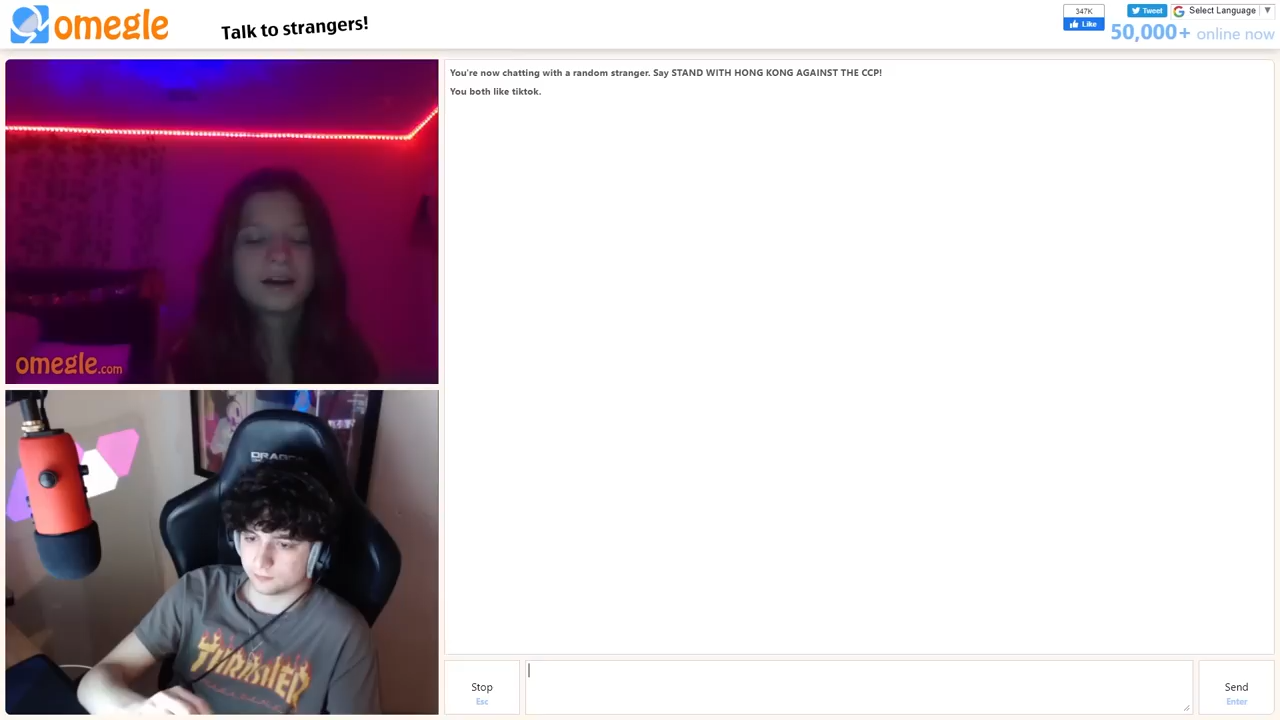 omegle
Talk to strangers!
347K
Like
Tweet
Select Language ▼
50,000+ online now
You're now chatting with a random stranger. Say STAND WITH HONG KONG AGAINST THE CCP!
You both like tiktok.
omegle.com
THRASHER
Stop
Esc
Send
Enter